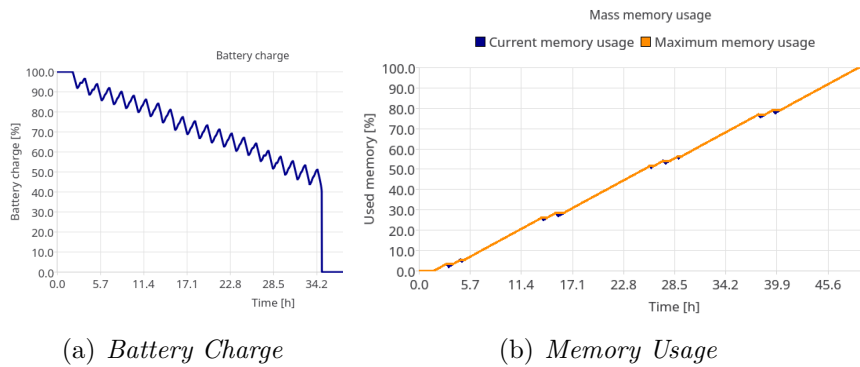 Battery charge
100.0
90.0
80.0
70.0
60.0
50.0
40.0
30.0
20.0
10.0
0.0
Battery charge [%]
0.0 5.7 11.4 17.1 22.8 28.5 34.2
Time [h]
(a) Battery Charge
Mass memory usage
Current memory usage Maximum memory usage
100.0
90.0
80.0
70.0
60.0
50.0
40.0
30.0
20.0
10.0
0.0
Used memory [%]
0.0 5.7 11.4 17.1 22.8 28.5 34.2 39.9 45.6
Time [h]
(b) Memory Usage